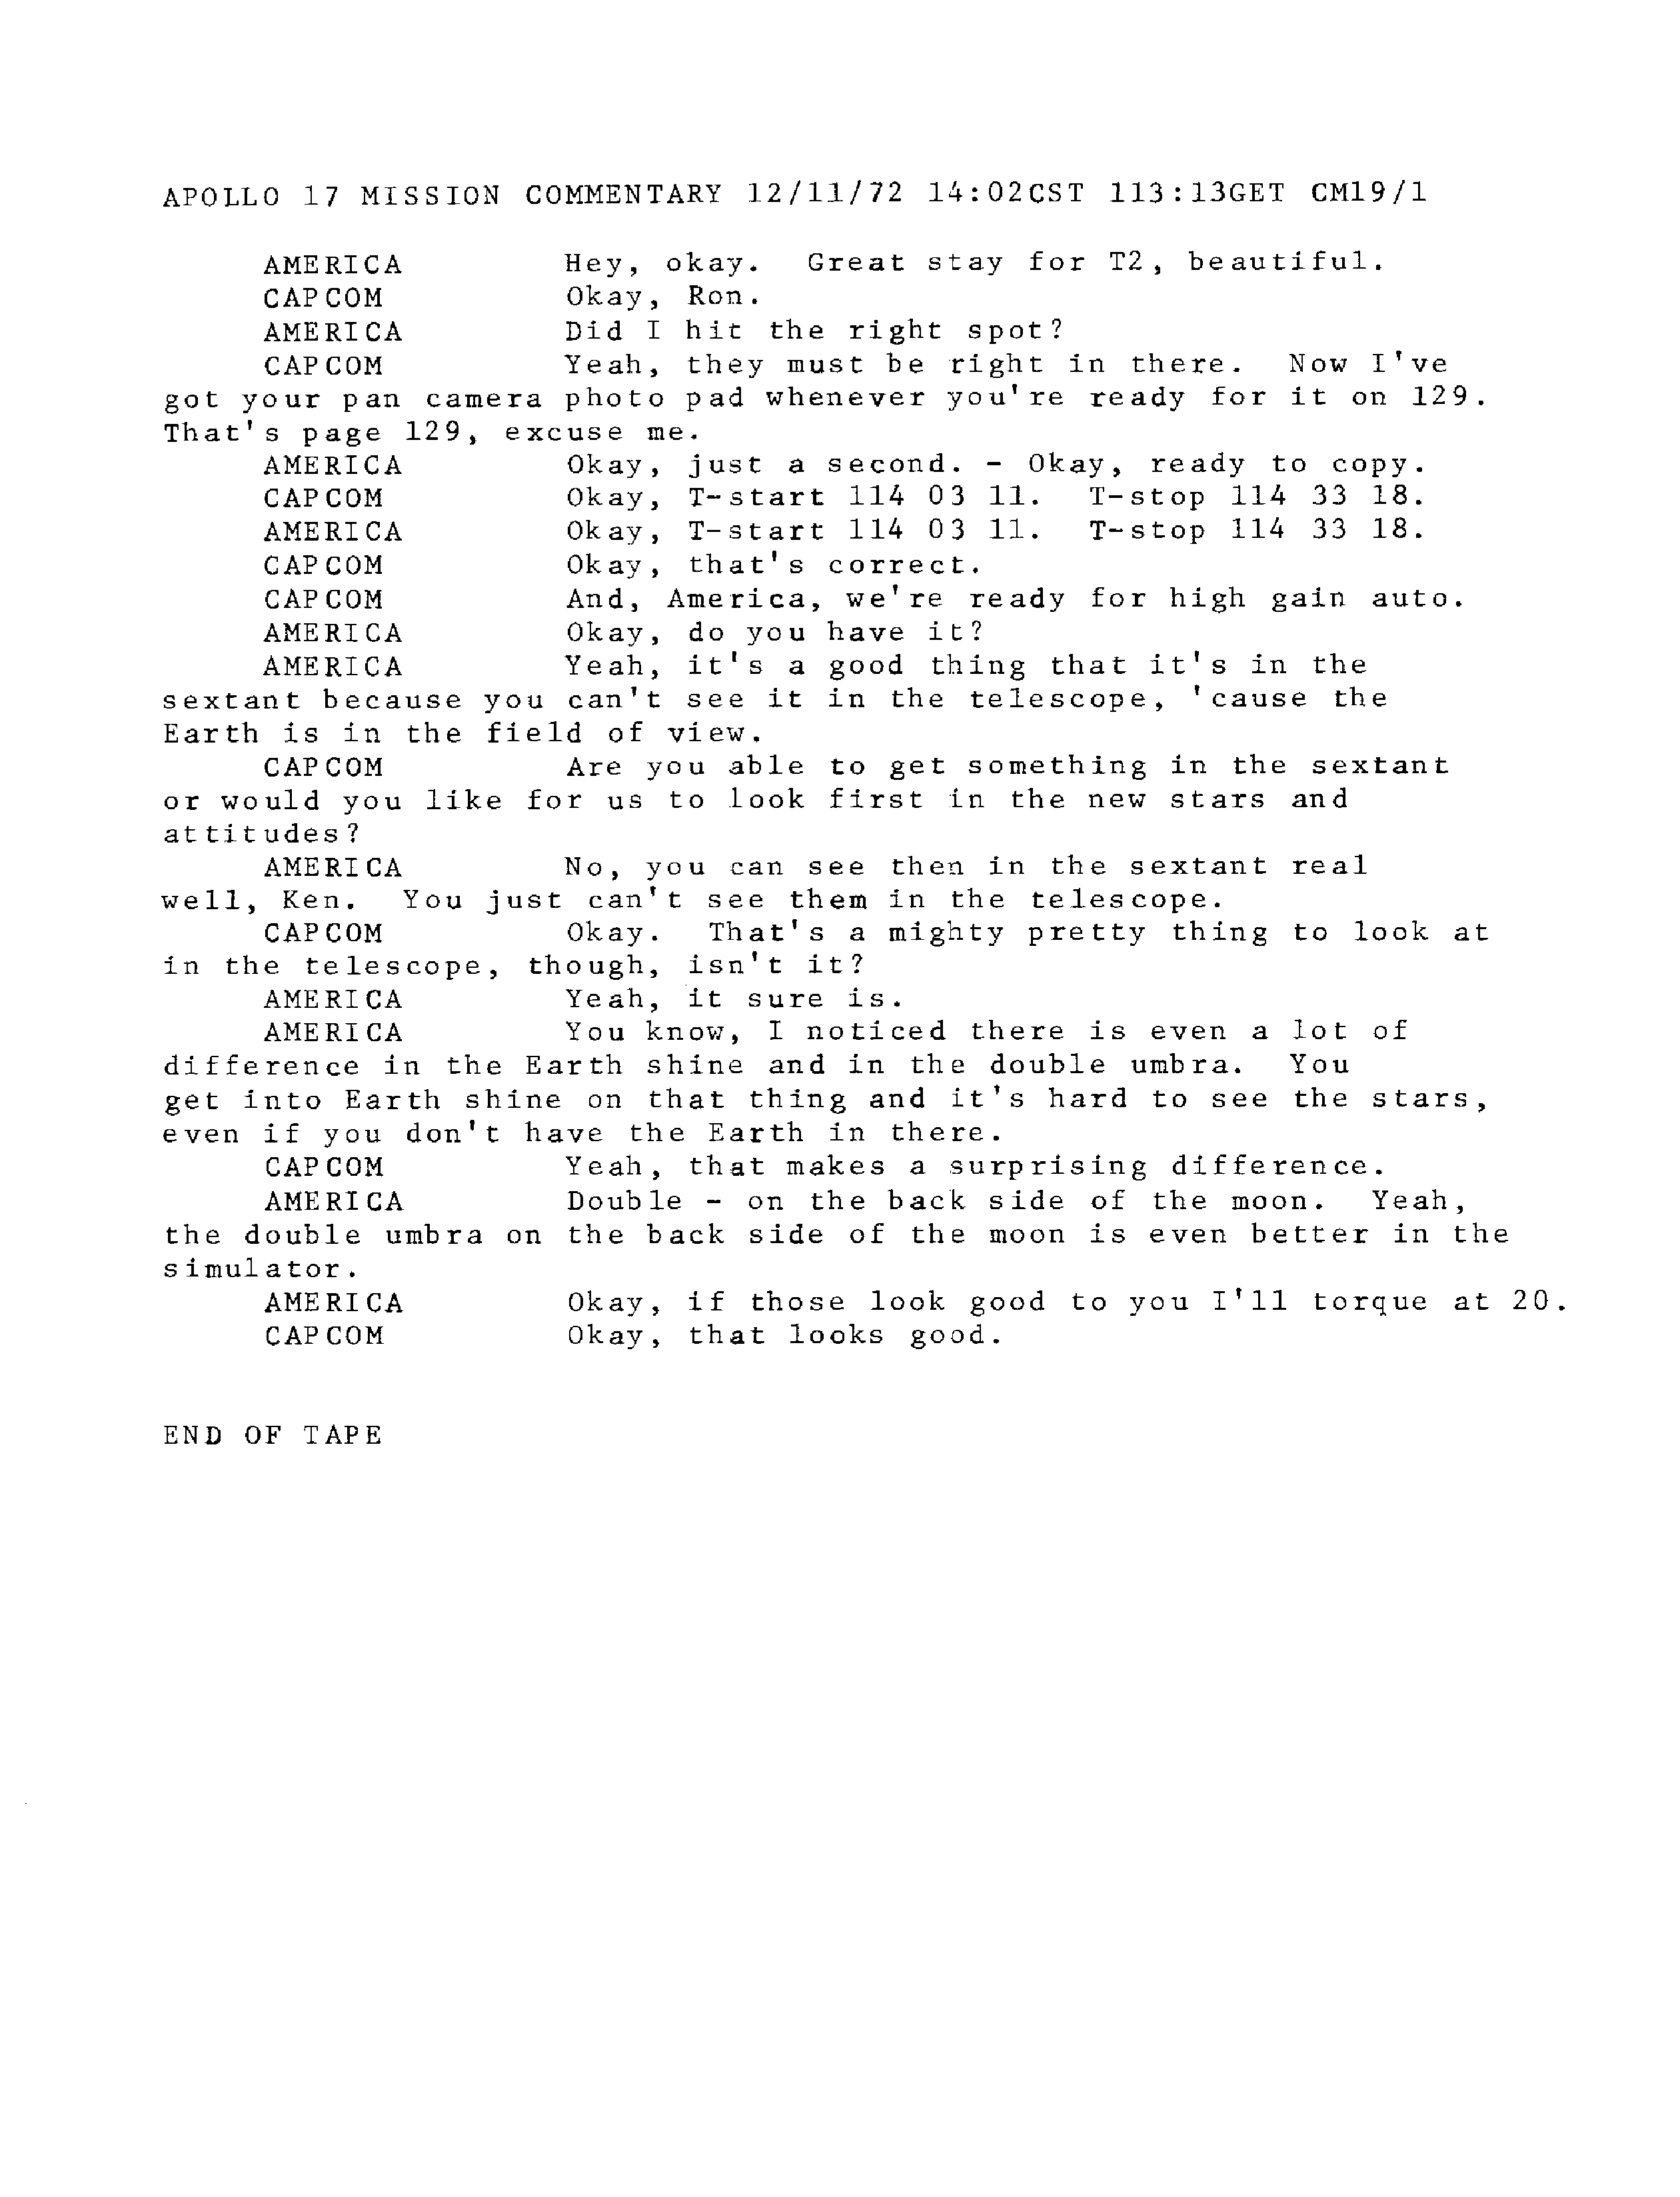 APOLLO 17 MISSION COMMENTARY 12/11/72 14:02CST 113:13GET CM19/1
AMERICA Hey, okay. Great stay for T2, beautiful.
CAPCOM Okay, Ron.
AMERICA Did I hit the right spot?
CAPCOM Yeah, they must be right in there. Now I've
got your pan camera photo pad whenever you're ready for it on 129.
That's page 129, excuse me.
AMERICA Okay, just a second. - Okay, ready to copy.
CAPCOM Okay, T-start 114 03 11. T-stop 114 33 18.
AMERICA Okay, T-start 114 03 11. T-stop 114 33 18.
CAPCOM Okay, that's correct.
CAPCOM And, America, we're ready for high gain auto.
AMERICA Okay, do you have it?
AMERICA Yeah, it's a good thing that it's in the
sextant because you can't see it in the telescope, 'cause the
Earth is in the field of view.
CAPCOM Are you able to get something in the sextant
or would you like for us to look first in the new stars and
attitudes?
AMERICA No, you can see then in the sextant real
well, Ken. You just can't see them in the telescope.
CAPCOM Okay. That's a mighty pretty thing to look at
in the telescope, though, isn't it?
AMERICA Yeah, it sure is.
AMERICA You know, I noticed there is even a lot of
difference in the Earth shine and in the double umbra. You
get into Earth shine on that thing and it's hard to see the stars,
even if you don't have the Earth in there.
CAPCOM Yeah, that makes a surprising difference.
AMERICA Double - on the back side of the moon. Yeah,
the double umbra on the back side of the moon is even better in the
simulator.
AMERICA Okay, if those look good to you I'll torque at 20.
CAPCOM Okay, that looks good.
END OF TAPE